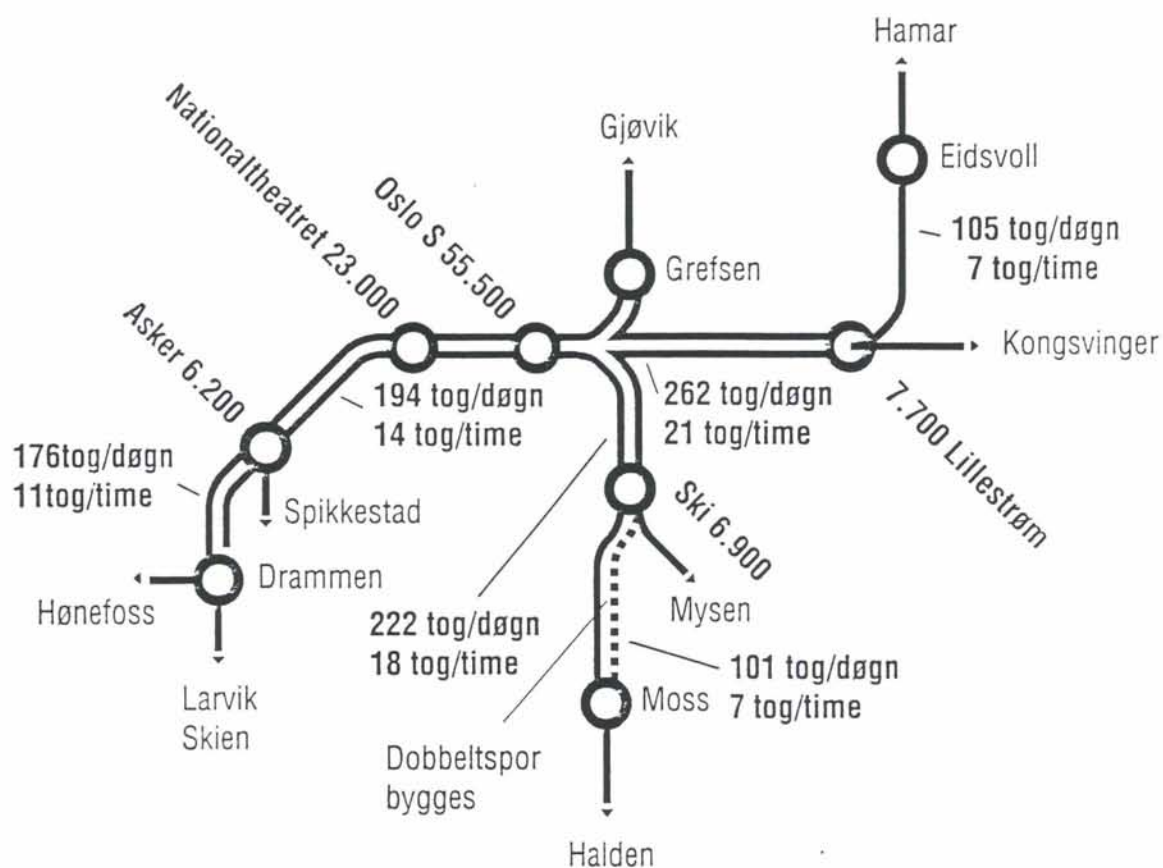 Hamar
Gjøvik
Eidsvoll
Nationaltheatret 23.000
Oslo S 55.500
105 tog/døgn
7 tog/time
Grefsen
Asker 6.200
Kongsvinger
194 tog/døgn
14 tog/time
262 tog/døgn
21 tog/time
7.700 Lillestrøm
176tog/døgn
11tog/time
Spikkestad
Ski 6.900
Drammen
Hønefoss
Mysen
222 tog/døgn
18 tog/time
101 tog/døgn
7 tog/time
Larvik
Skien
Moss
Dobbeltspor
bygges
Halden